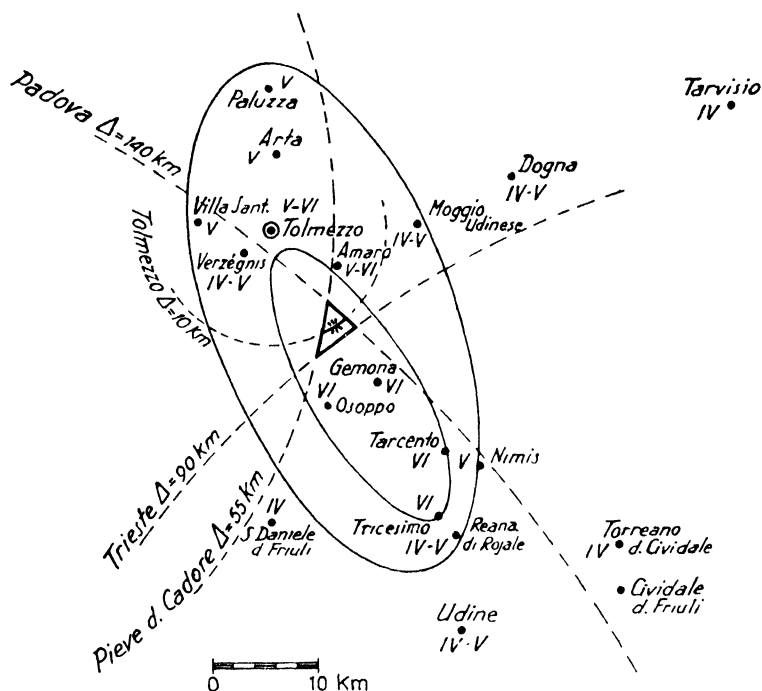 Padova Δ=140 km
V
Paluzza
Arta
V
Tarvisio
IV
Dogna
IV-V
Villa Sant. V-VI
V
Tolmezzo
Moggio
Udinese
IV-V
Amaro
V-VI
Verzégnis
IV-V
Tolmezzo Δ=10 km
Gemona
VI
VI
Osoppo
Tarcento
VI
V
Nimis
VI
Tricesimo
IV-V
Reana
di Rojale
IV
S. Daniele
d Friuli
Trieste Δ=90 km
Pieve d. Cadore Δ=55 km
Torreano
IV
d. Cividale
Cividale
d. Friuli
Udine
IV-V
0 10 Km